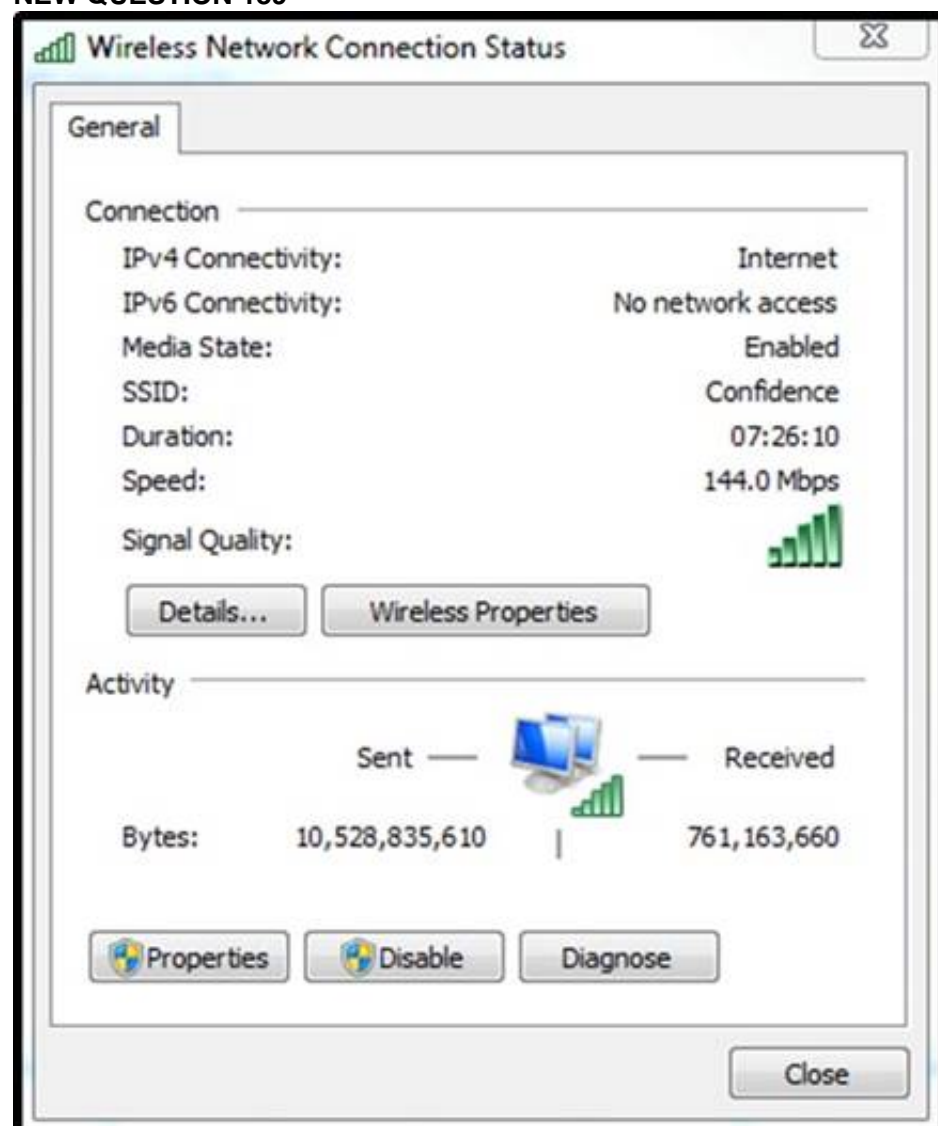 Wireless Network Connection Status
General
Connection
IPv4 Connectivity: Internet
IPv6 Connectivity: No network access
Media State: Enabled
SSID: Confidence
Duration: 07:26:10
Speed: 144.0 Mbps
Signal Quality:
Details... Wireless Properties
Activity
Sent — — Received
Bytes: 10,528,835,610 | 761,163,660
Properties Disable Diagnose
Close